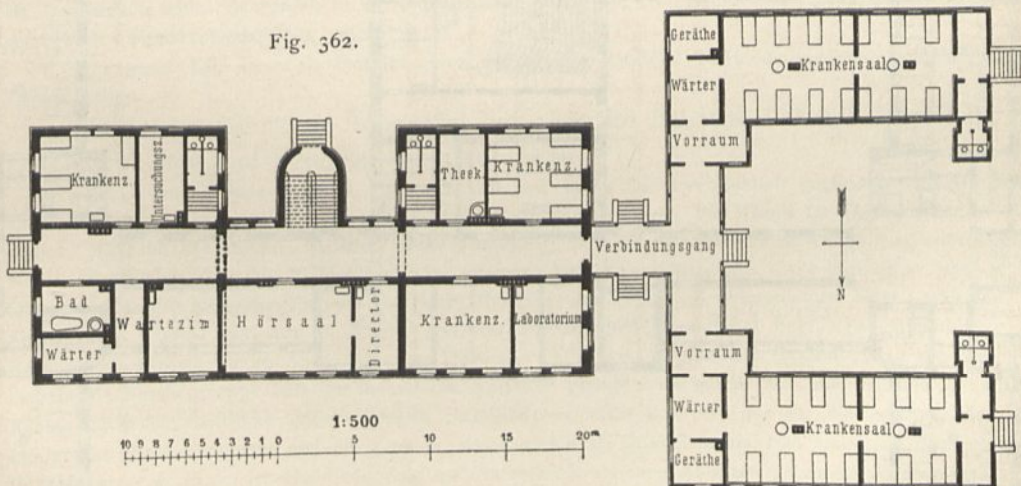 Fig. 362.
Geräthe
Krankensaal
Wärter
Vorraum
Krankenz.
Untersuchungsz.
Theek.
Krankenz.
Verbindungsgang
N
Bad
Wartezim
Hörsaal
Director
Krankenz.
Laboratorium
Wärter
Vorraum
Wärter
Krankensaal
Geräthe
1:500
10 9 8 7 6 5 4 3 2 1 0 5 10 15 20 m